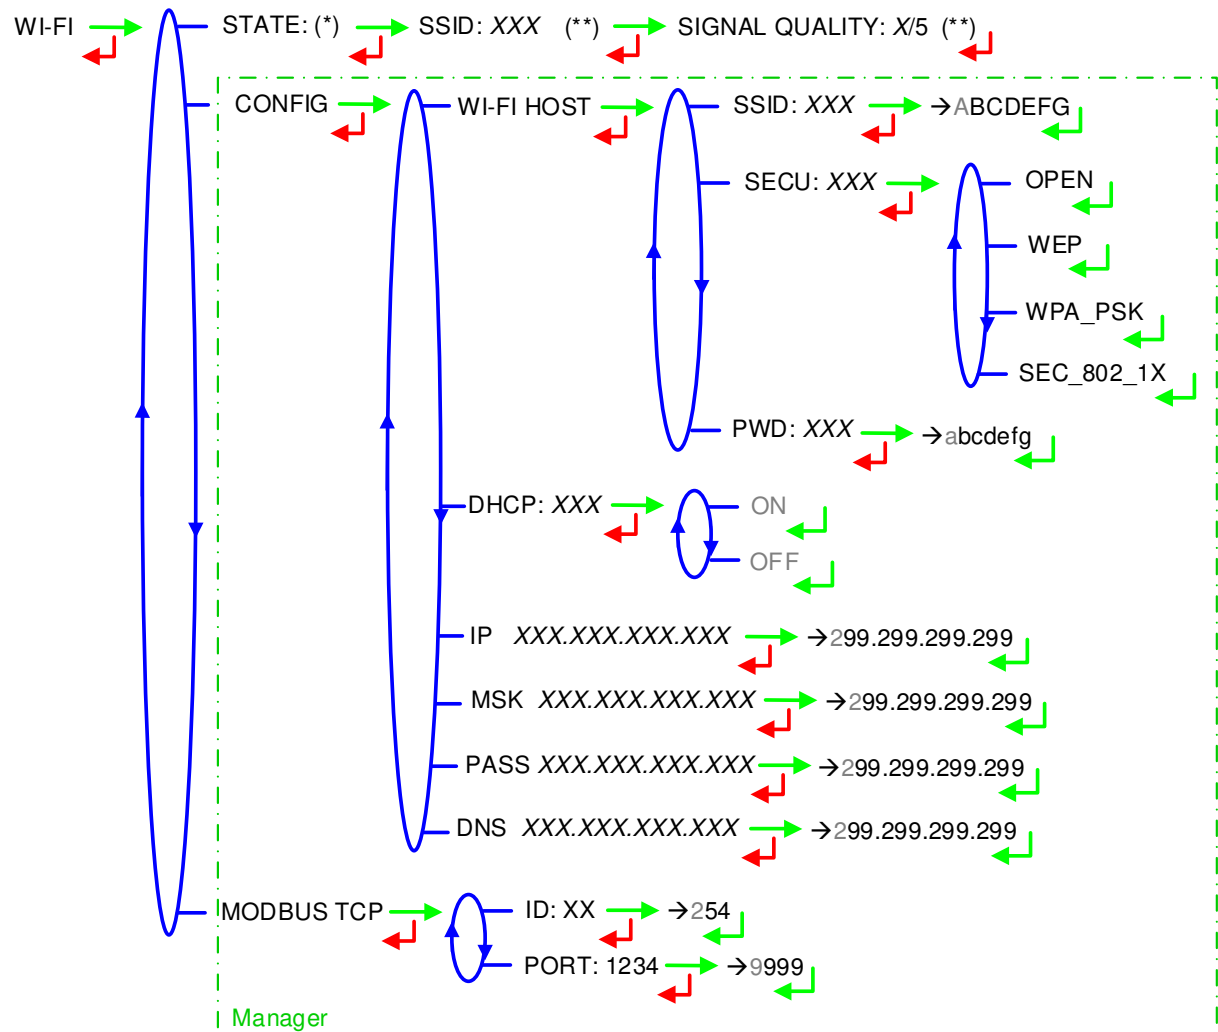 WI-FI STATE: (*) SSID: XXX (**) SIGNAL QUALITY: X/5 (**)
CONFIG WI-FI HOST SSID: XXX →ABCDEFG
SECU: XXX OPEN
WEP
WPA_PSK
SEC_802_1X
PWD: XXX →abcdefg
DHCP: XXX ON
OFF
IP XXX.XXX.XXX.XXX →299.299.299.299
MSK XXX.XXX.XXX.XXX →299.299.299.299
PASS XXX.XXX.XXX.XXX →299.299.299.299
DNS XXX.XXX.XXX.XXX →299.299.299.299
MODBUS TCP ID: XX →254
PORT: 1234 →9999
Manager